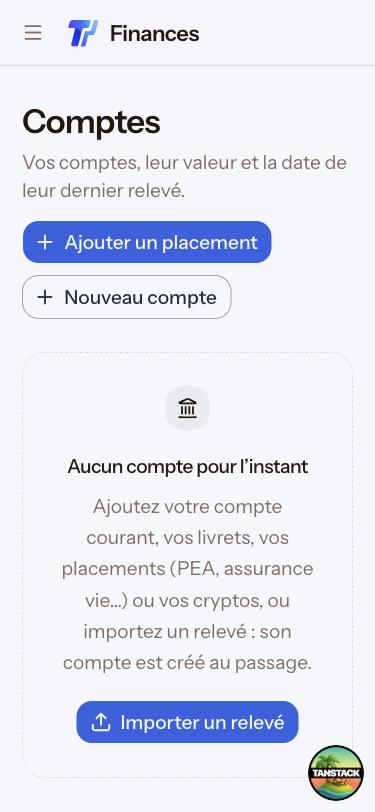 Finances
Comptes
Vos comptes, leur valeur et la date de
leur dernier relevé.
Ajouter un placement
Nouveau compte
Aucun compte pour l’instant
Ajoutez votre compte
courant, vos livrets, vos
placements (PEA, assurance
vie…) ou vos cryptos, ou
importez un relevé : son
compte est créé au passage.
Importer un relevé
TANSTACK